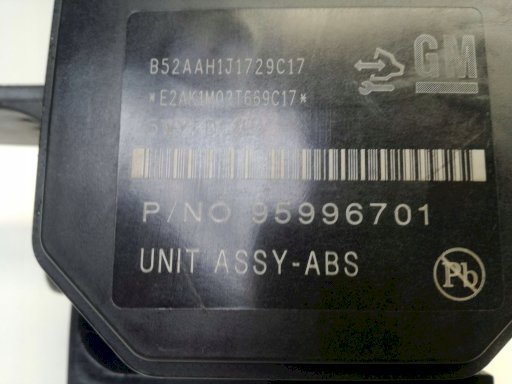 B52AAH1J1729C17
GM
*E2AK1M02T669C17*
P/NO 95996701
UNIT ASSY-ABS
Pb